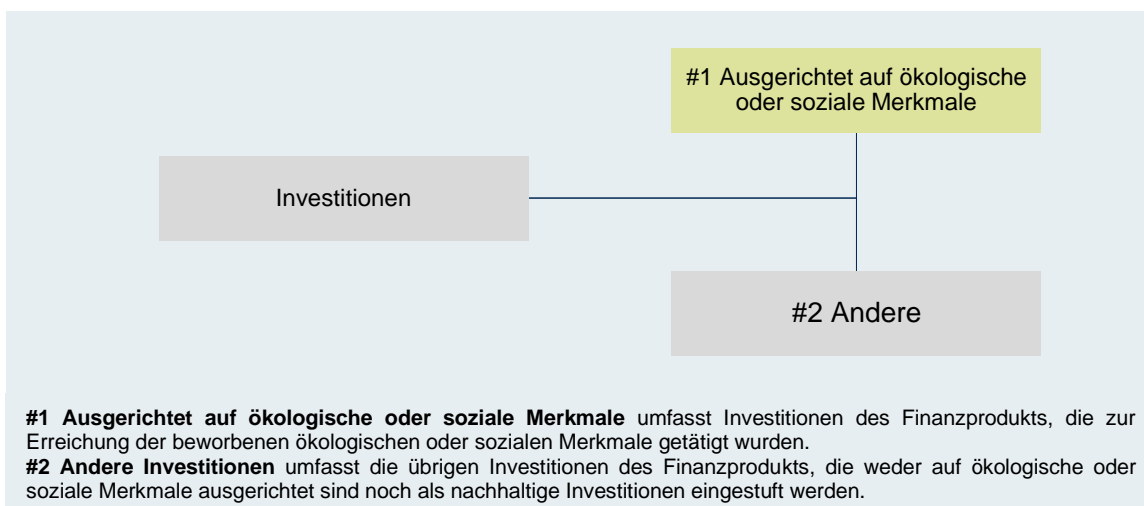 #1 Ausgerichtet auf ökologische
oder soziale Merkmale
Investitionen
#2 Andere
#1 Ausgerichtet auf ökologische oder soziale Merkmale umfasst Investitionen des Finanzprodukts, die zur
Erreichung der beworbenen ökologischen oder sozialen Merkmale getätigt wurden.
#2 Andere Investitionen umfasst die übrigen Investitionen des Finanzprodukts, die weder auf ökologische oder
soziale Merkmale ausgerichtet sind noch als nachhaltige Investitionen eingestuft werden.